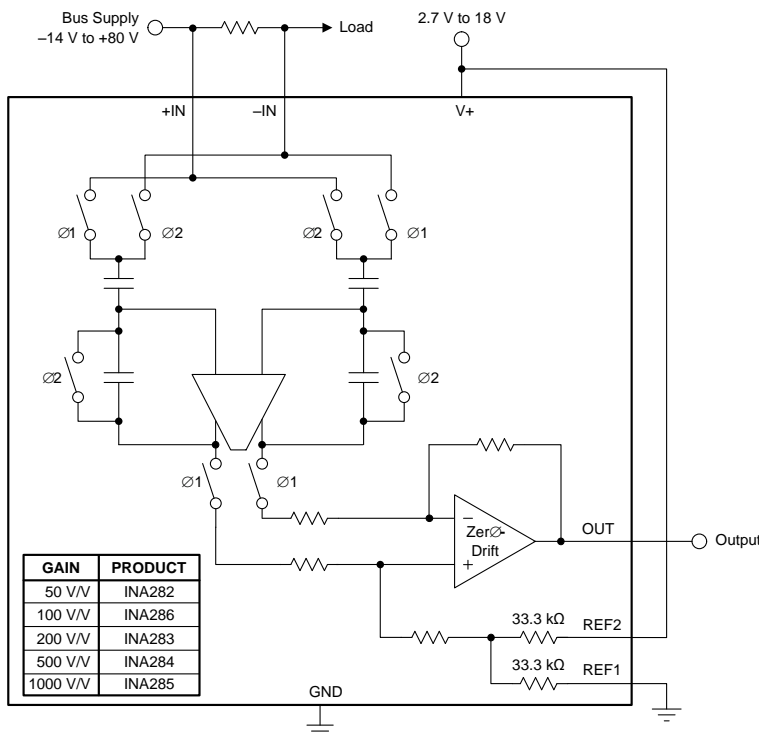 Bus Supply
–14 V to +80 V
Load
2.7 V to 18 V
+IN
–IN
V+
Ø1
Ø2
Ø2
Ø1
Ø2
Ø2
Ø1
Ø1
−
ZerØ-
Drift
+
OUT
Output
GAIN PRODUCT
50 V/V INA282
100 V/V INA286
200 V/V INA283
500 V/V INA284
1000 V/V INA285
33.3 kΩ
REF2
33.3 kΩ
REF1
GND